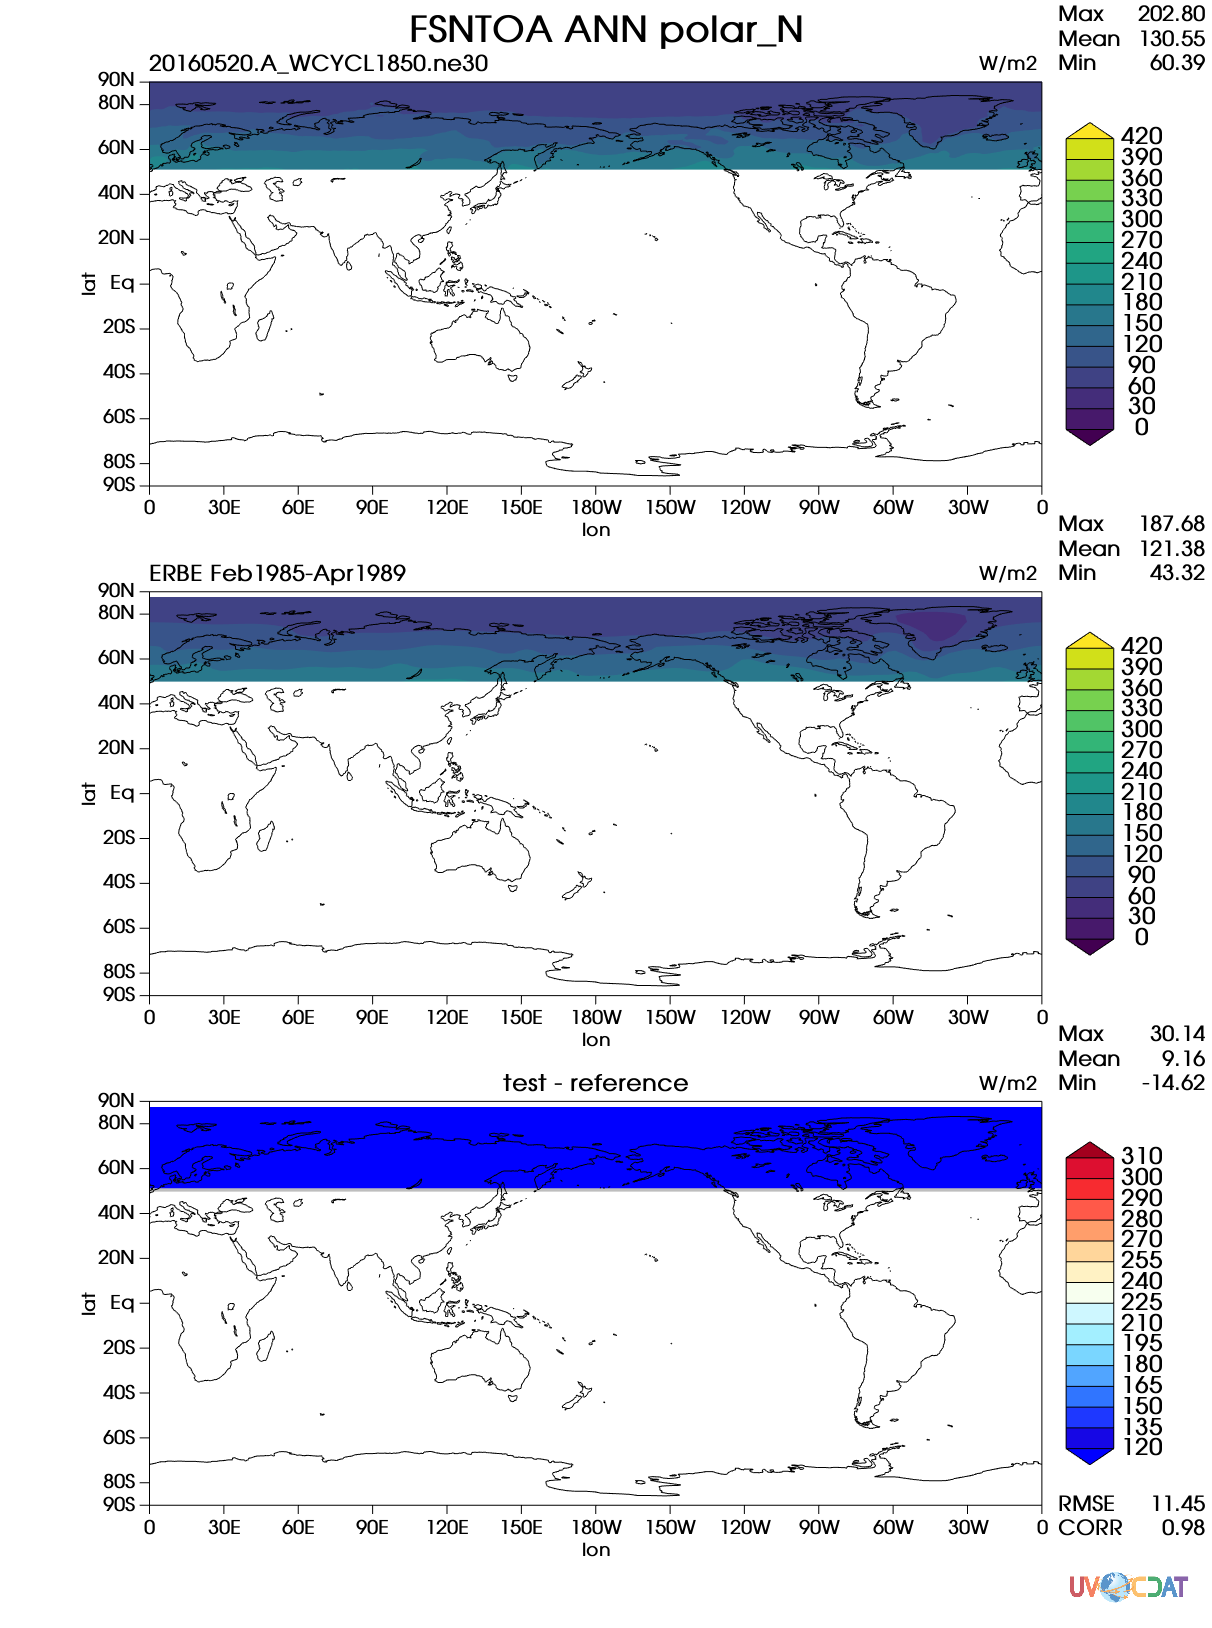 FSNTOA ANN polar_N
Max 202.80
Mean 130.55
Min 60.39
20160520.A_WCYCL1850.ne30 W/m2
90N
80N
60N
40N
20N
Eq
20S
40S
60S
80S
90S
lat
0 30E 60E 90E 120E 150E 180W 150W 120W 90W 60W 30W 0
lon
420
390
360
330
300
270
240
210
180
150
120
90
60
30
0
Max 187.68
Mean 121.38
Min 43.32
ERBE Feb1985-Apr1989 W/m2
90N
80N
60N
40N
20N
Eq
20S
40S
60S
80S
90S
lat
0 30E 60E 90E 120E 150E 180W 150W 120W 90W 60W 30W 0
lon
420
390
360
330
300
270
240
210
180
150
120
90
60
30
0
Max 30.14
Mean 9.16
Min -14.62
test - reference W/m2
90N
80N
60N
40N
20N
Eq
20S
40S
60S
80S
90S
lat
0 30E 60E 90E 120E 150E 180W 150W 120W 90W 60W 30W 0
lon
310
300
290
280
270
255
240
225
210
195
180
165
150
135
120
RMSE 11.45
CORR 0.98
UV CDAT